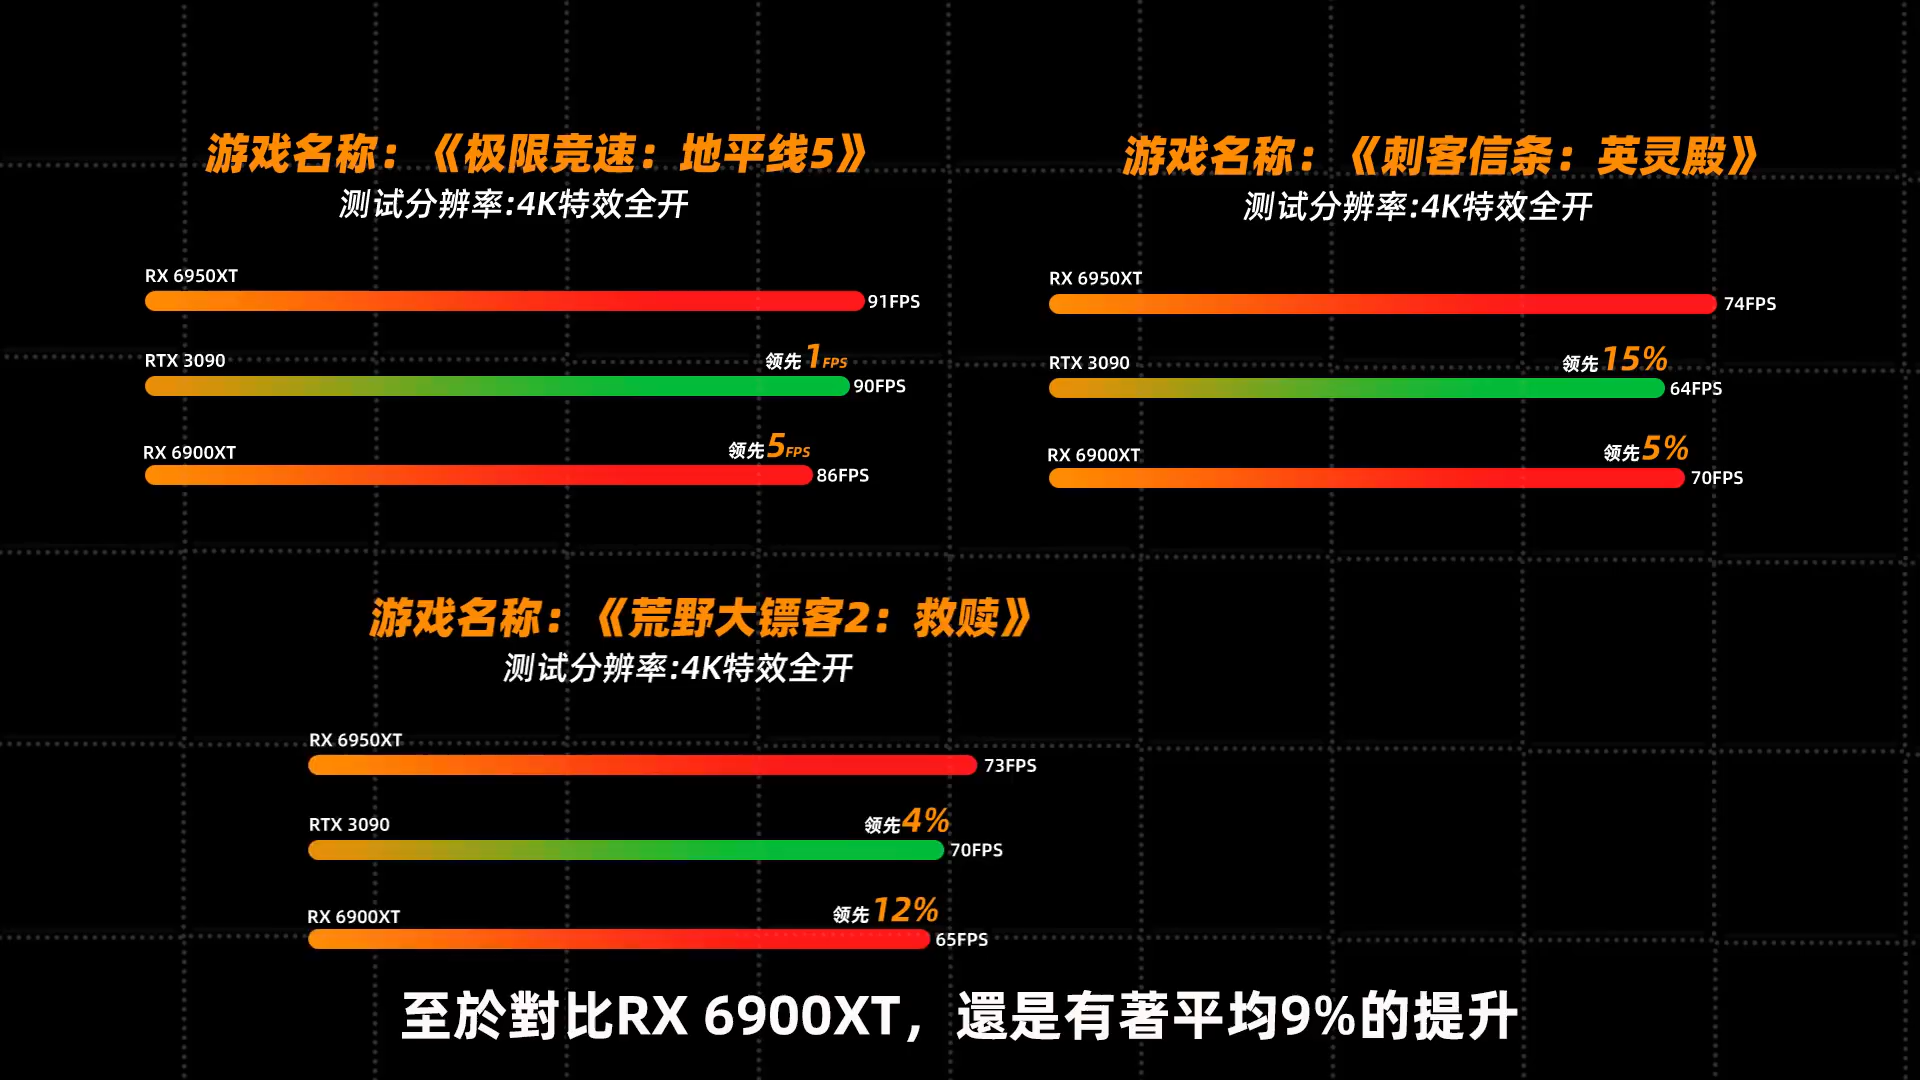 游戏名称：《极限竞速：地平线5》
测试分辨率:4K特效全开
RX 6950XT
91FPS
RTX 3090
领先1FPS
90FPS
RX 6900XT
领先5FPS
86FPS
游戏名称：《刺客信条：英灵殿》
测试分辨率:4K特效全开
RX 6950XT
74FPS
RTX 3090
领先15%
64FPS
RX 6900XT
领先5%
70FPS
游戏名称：《荒野大镖客2：救赎》
测试分辨率:4K特效全开
RX 6950XT
73FPS
RTX 3090
领先4%
70FPS
RX 6900XT
领先12%
65FPS
至於對比RX 6900XT，還是有著平均9%的提升